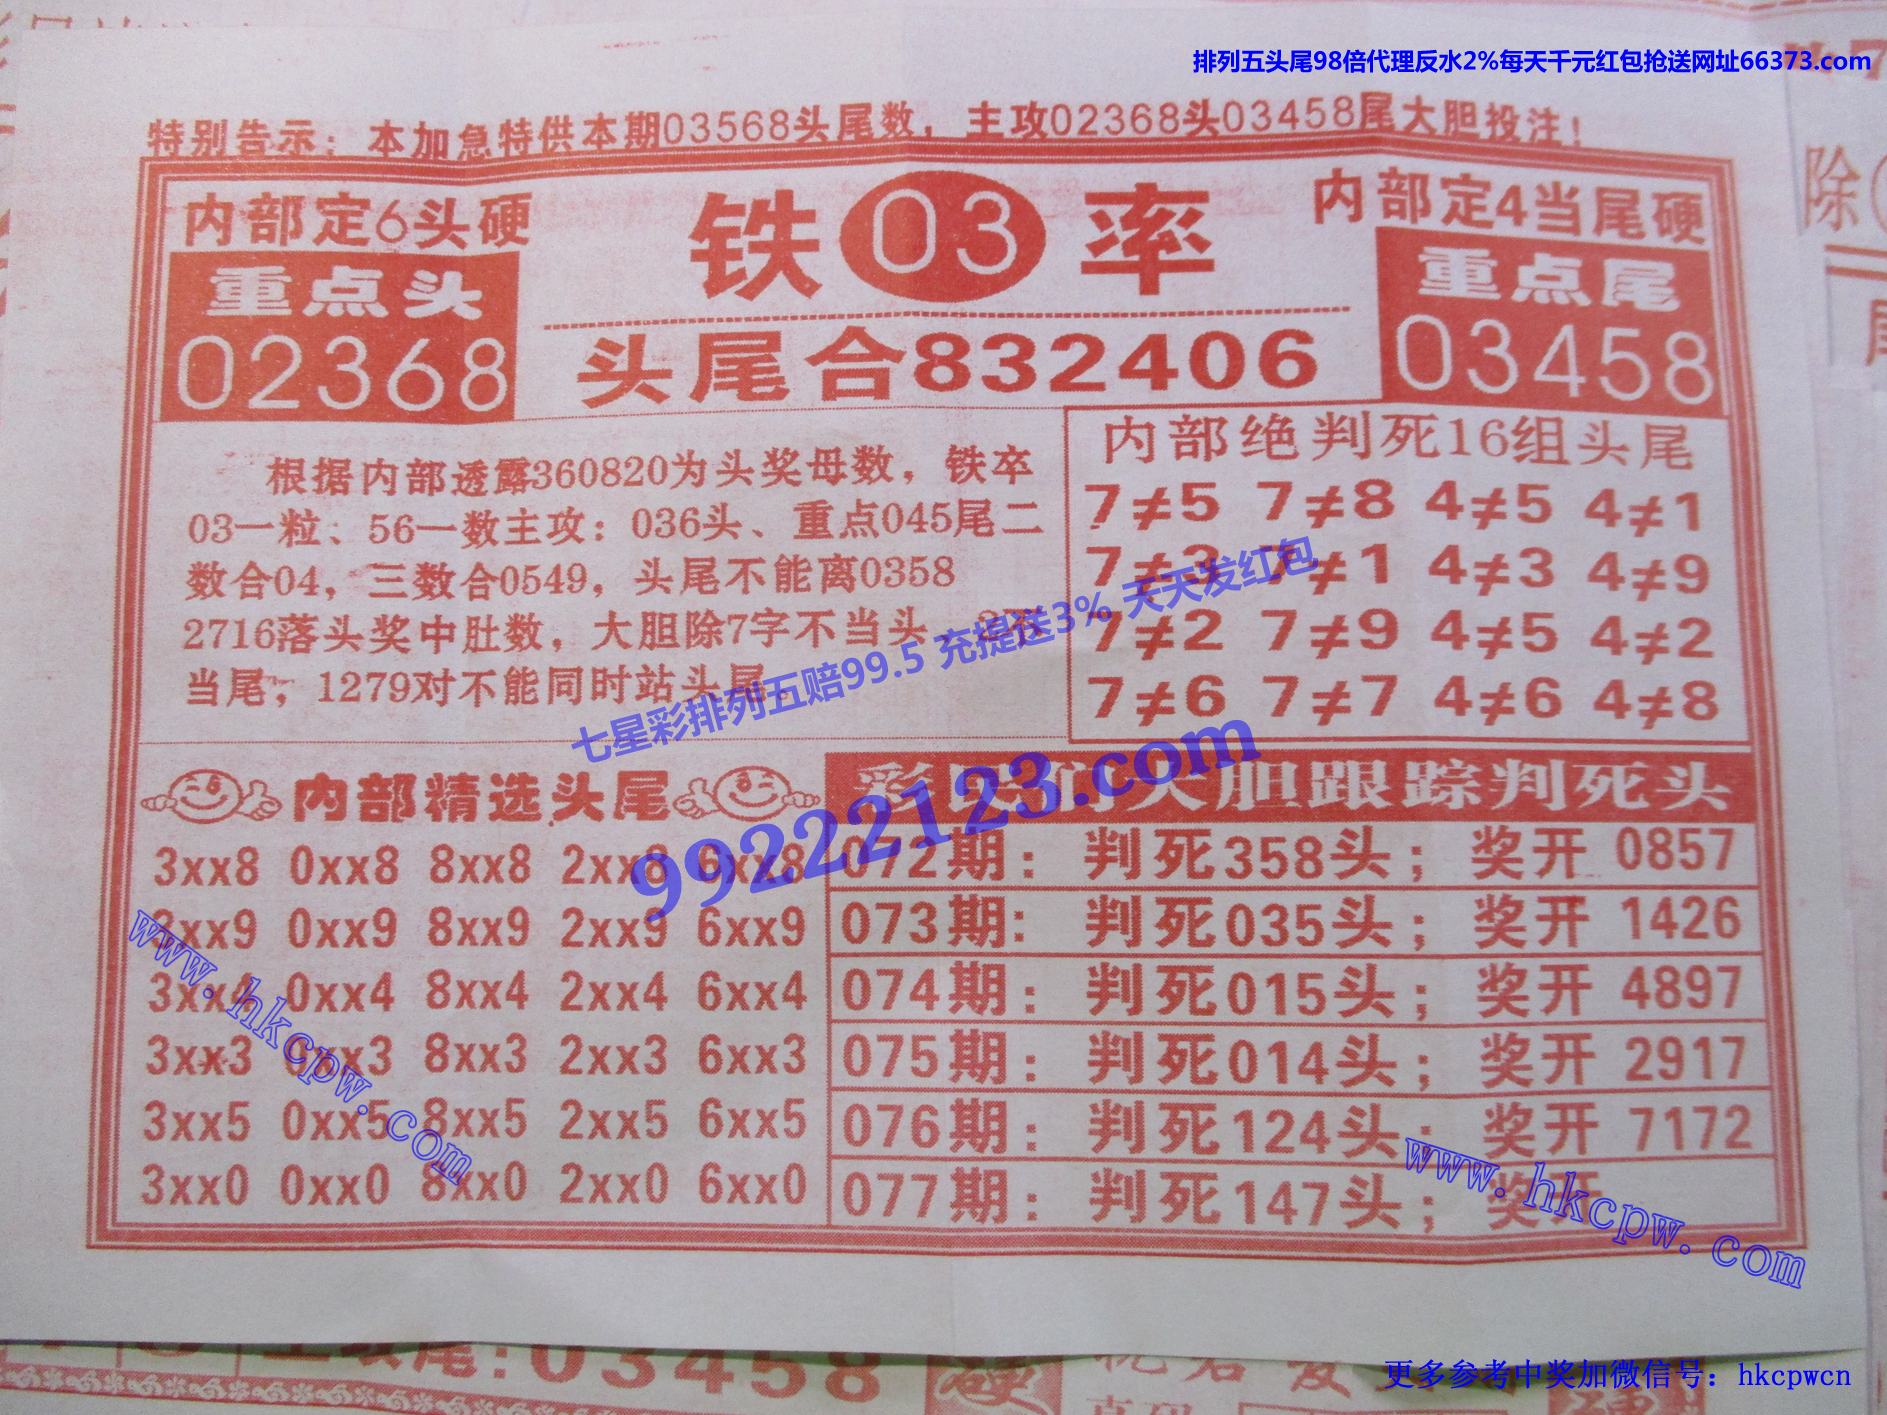 排列五头尾98倍代理反水2%每天千元红包抢送网址66373.com
特别告示：本加急特供本期03568头尾数，主攻02368头03458尾大胆投注！
内部定6头硬
重点头
02368
铁03率
头尾合832406
内部定4当尾硬
重点尾
03458
根据内部透露360820为头奖母数，铁卒
03一粒、56一数主攻：036头、重点045尾二
数合04，三数合0549，头尾不能离0358
2716落头奖中肚数，大胆除7字不当头
当尾，1279对不能同时站头尾
内部绝判死16组头尾
7≠5 7≠8 4≠5 4≠1
7≠3 7≠1 4≠3 4≠9
7≠2 7≠9 4≠5 4≠2
7≠6 7≠7 4≠6 4≠8
七星彩排列五赔99.5 充提送3% 天天发红包
99222123.com
内部精选头尾
3xx8 0xx8 8xx8 2xx8 6xx8
3xx9 0xx9 8xx9 2xx9 6xx9
3xx4 0xx4 8xx4 2xx4 6xx4
3xx3 0xx3 8xx3 2xx3 6xx3
3xx5 0xx5 8xx5 2xx5 6xx5
3xx0 0xx0 8xx0 2xx0 6xx0
www.hkcpw.com
大胆跟踪判死头
072期：判死358头；奖开 0857
073期：判死035头；奖开 1426
074期：判死015头；奖开 4897
075期：判死014头；奖开 2917
076期：判死124头；奖开 7172
077期：判死147头；奖开
www.hkcpw.com
除
尾
主攻尾:03458
硬
更多参考中奖加微信号：hkcpwcn